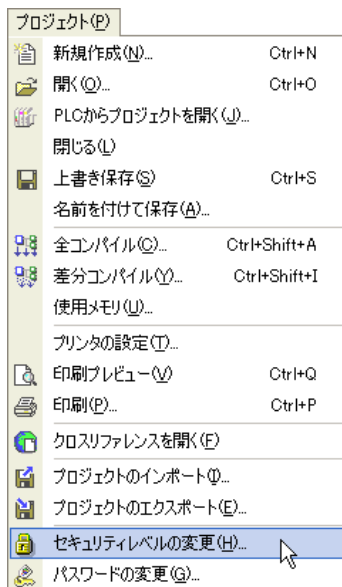 プロジェクト(P)
新規作成(N)... Ctrl+N
開く(O)... Ctrl+O
PLCからプロジェクトを開く(J)...
閉じる(L)
上書き保存(S) Ctrl+S
名前を付けて保存(A)...
全コンパイル(C)... Ctrl+Shift+A
差分コンパイル(Y)... Ctrl+Shift+I
使用メモリ(U)...
プリンタの設定(T)...
印刷プレビュー(V) Ctrl+Q
印刷(P)... Ctrl+P
クロスリファレンスを開く(F)
プロジェクトのインポート(I)...
プロジェクトのエクスポート(E)...
セキュリティレベルの変更(H)...
パスワードの変更(G)...